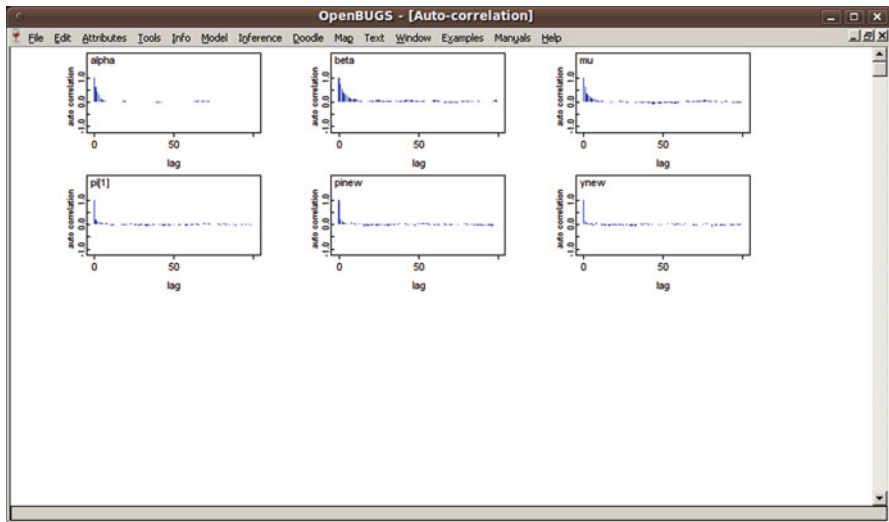 OpenBUGS - [Auto-correlation]
File Edit Attributes Tools Info Model Inference Doodle Map Text Window Examples Manuals Help
alpha
auto correlation
-1.0 0.0 1.0
0 50
lag
beta
auto correlation
-1.0 0.0 1.0
0 50
lag
mu
auto correlation
-1.0 0.0 1.0
0 50
lag
pi[1]
auto correlation
-1.0 0.0 1.0
0 50
lag
pinew
auto correlation
-1.0 0.0 1.0
0 50
lag
ynew
auto correlation
-1.0 0.0 1.0
0 50
lag